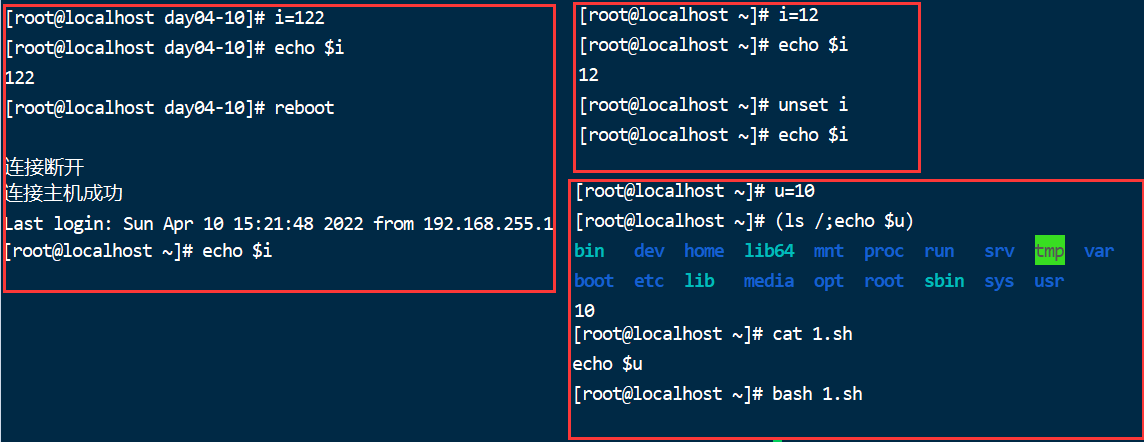 [root@localhost day04-10]# i=122
[root@localhost day04-10]# echo $i
122
[root@localhost day04-10]# reboot
连接断开
连接主机成功
Last login: Sun Apr 10 15:21:48 2022 from 192.168.255.1
[root@localhost ~]# echo $i
[root@localhost ~]# i=12
[root@localhost ~]# echo $i
12
[root@localhost ~]# unset i
[root@localhost ~]# echo $i
[root@localhost ~]# u=10
[root@localhost ~]# (ls /;echo $u)
bin dev home lib64 mnt proc run srv tmp var
boot etc lib media opt root sbin sys usr
10
[root@localhost ~]# cat 1.sh
echo $u
[root@localhost ~]# bash 1.sh